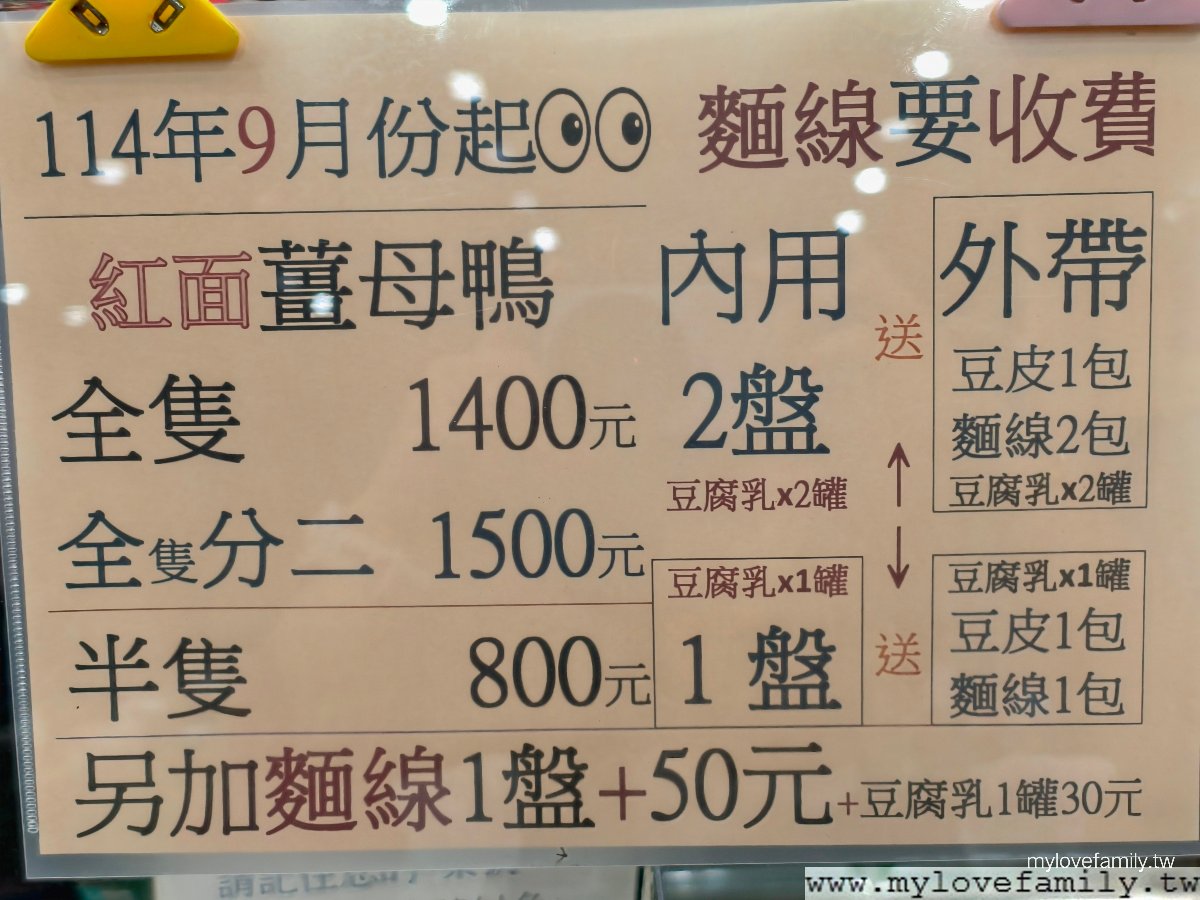 114年9月份起 麵線要收費
紅面薑母鴨 內用 送 外帶
豆皮1包
全隻 1400元 2盤 麵線2包
豆腐乳x2罐 豆腐乳x2罐
全隻分二 1500元
豆腐乳x1罐 豆腐乳x1罐
豆皮1包
半隻 800元 1盤 送 麵線1包
另加麵線1盤+50元+豆腐乳1罐30元
mylovefamily.tw
www.mylovefamily.tw